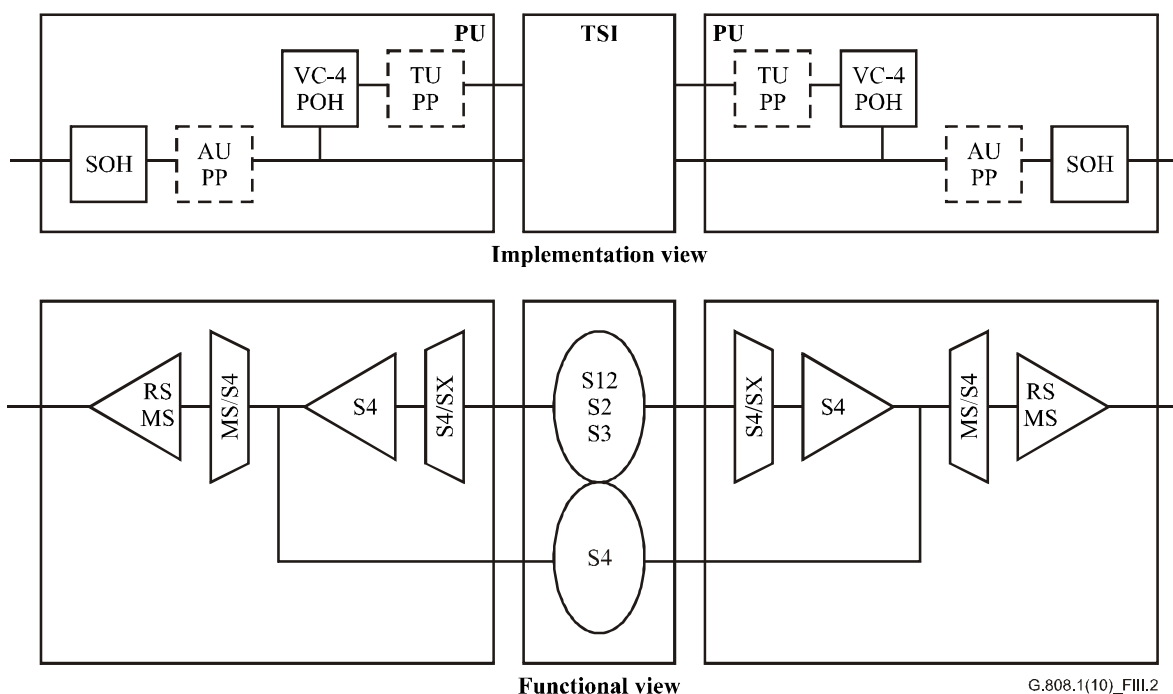 PU
TSI
PU
VC-4
POH
TU
PP
TU
PP
VC-4
POH
SOH
AU
PP
AU
PP
SOH
Implementation view
RS
MS
MS/S4
S4
S4/SX
S12
S2
S3
S4/SX
S4
MS/S4
RS
MS
S4
Functional view
G.808.1(10)_FIII.2